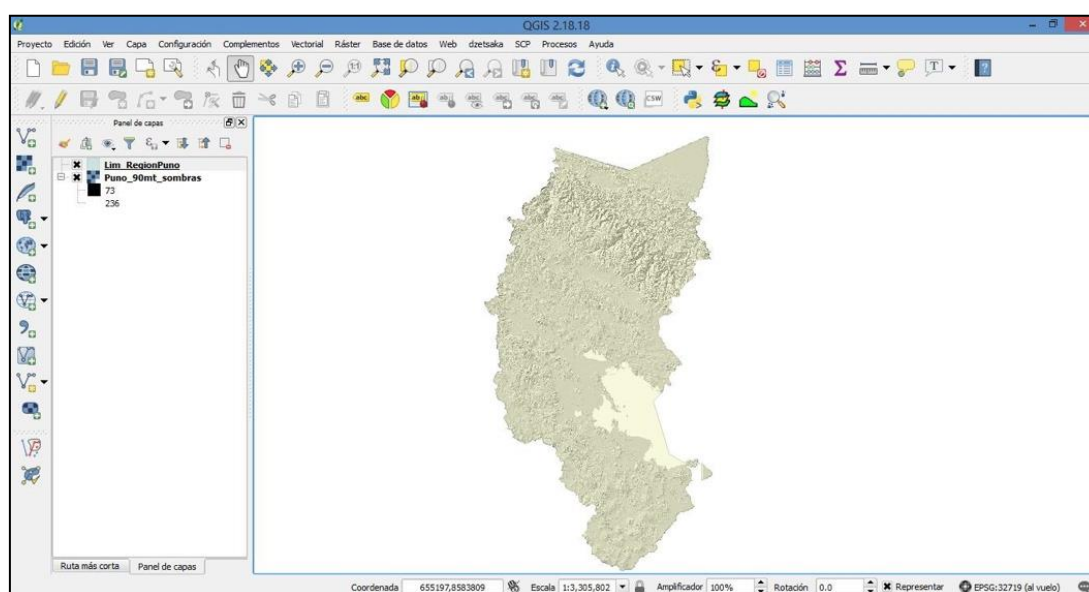 QGIS 2.18.18
Proyecto Edición Ver Capa Configuración Complementos Vectorial Ráster Base de datos Web dzetsaka SCP Procesos Ayuda
Panel de capas
Lim_RegionPuno
Puno_90mt_sombras
73
236
Ruta más corta Panel de capas
Coordenada 655197,8583809 Escala 1:3,305,802 Amplificador 100% Rotación 0.0 Representar EPSG:32719 (al vuelo)